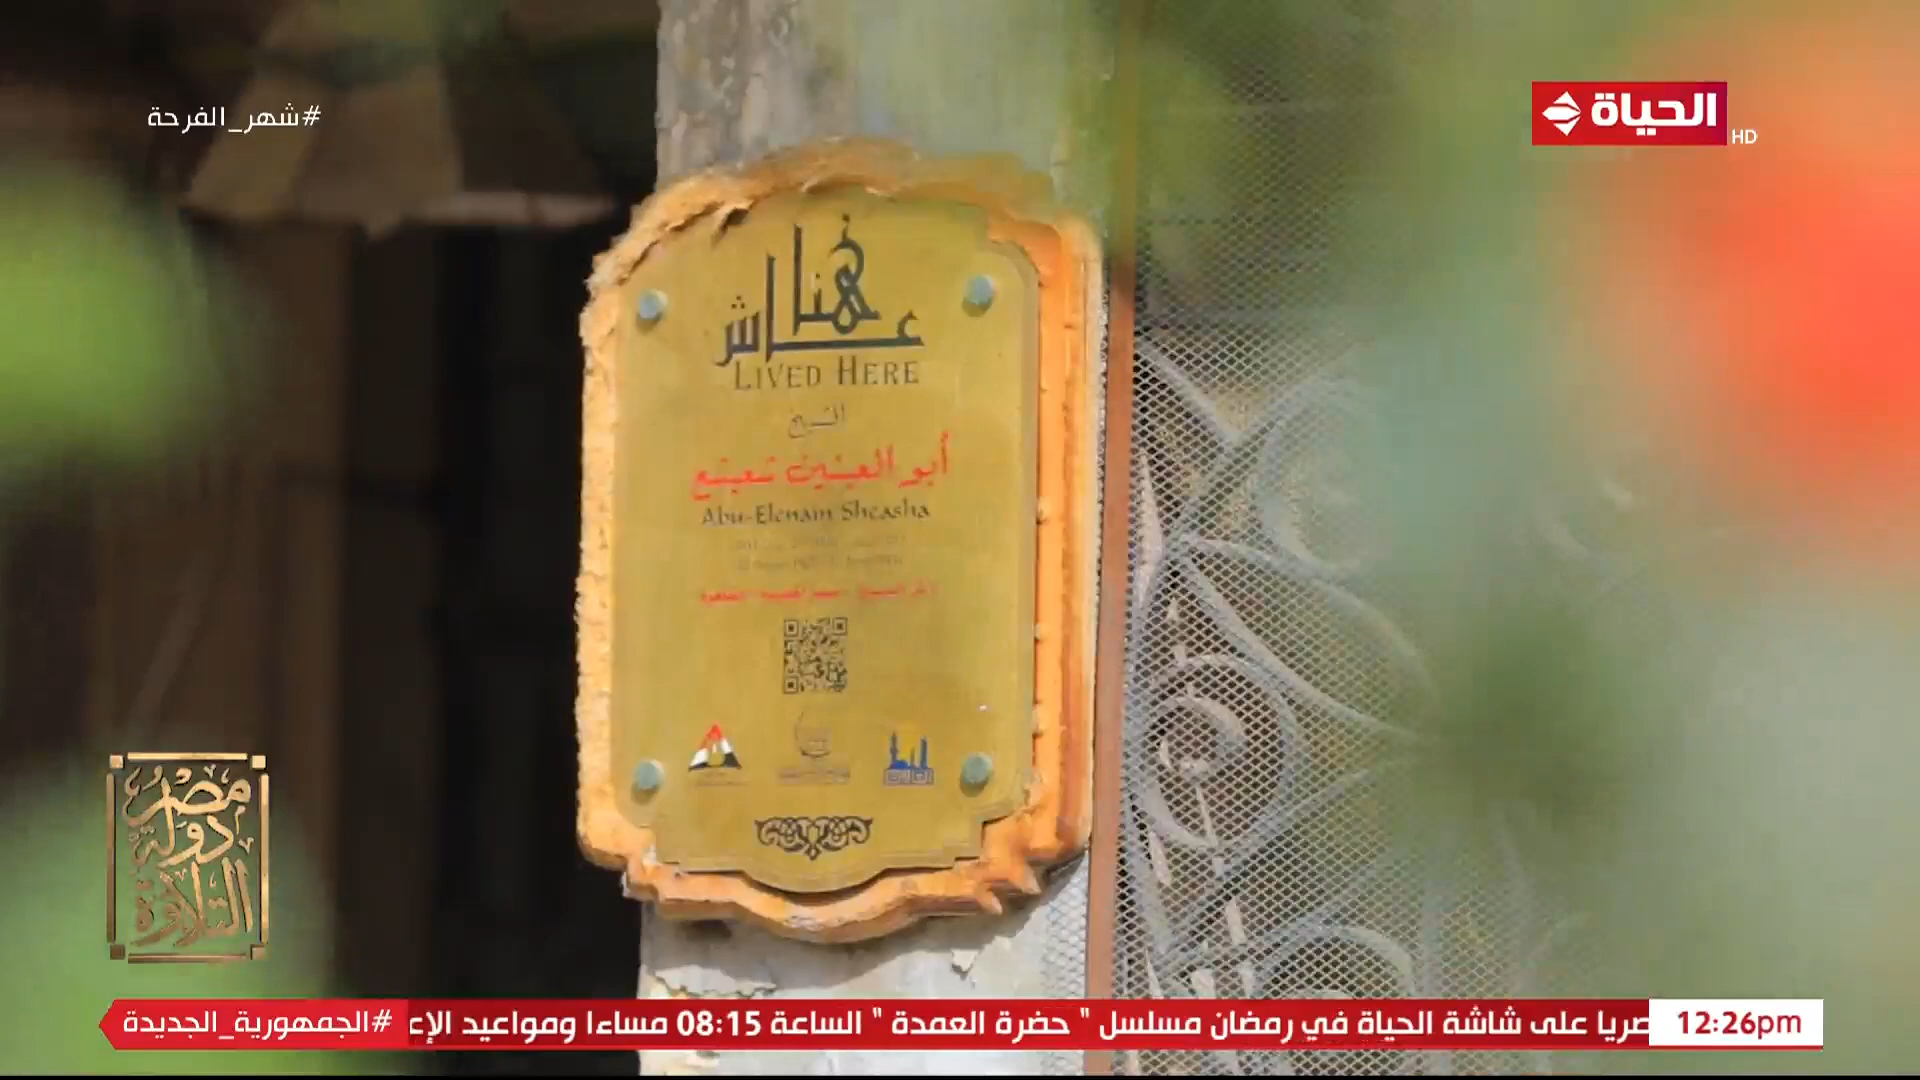 #شهر_الفرحة
الحياة
HD
هنا
عاش
LIVED HERE
الشيخ
أبو العينين شعيشع
Abu-Elenain Sheasha
مصر
دولة
التلاوة
#الجمهورية_الجديدة
صريا على شاشة الحياة في رمضان مسلسل " حضرة العمدة " الساعة 08:15 مساءا ومواعيد الإع
12:26pm